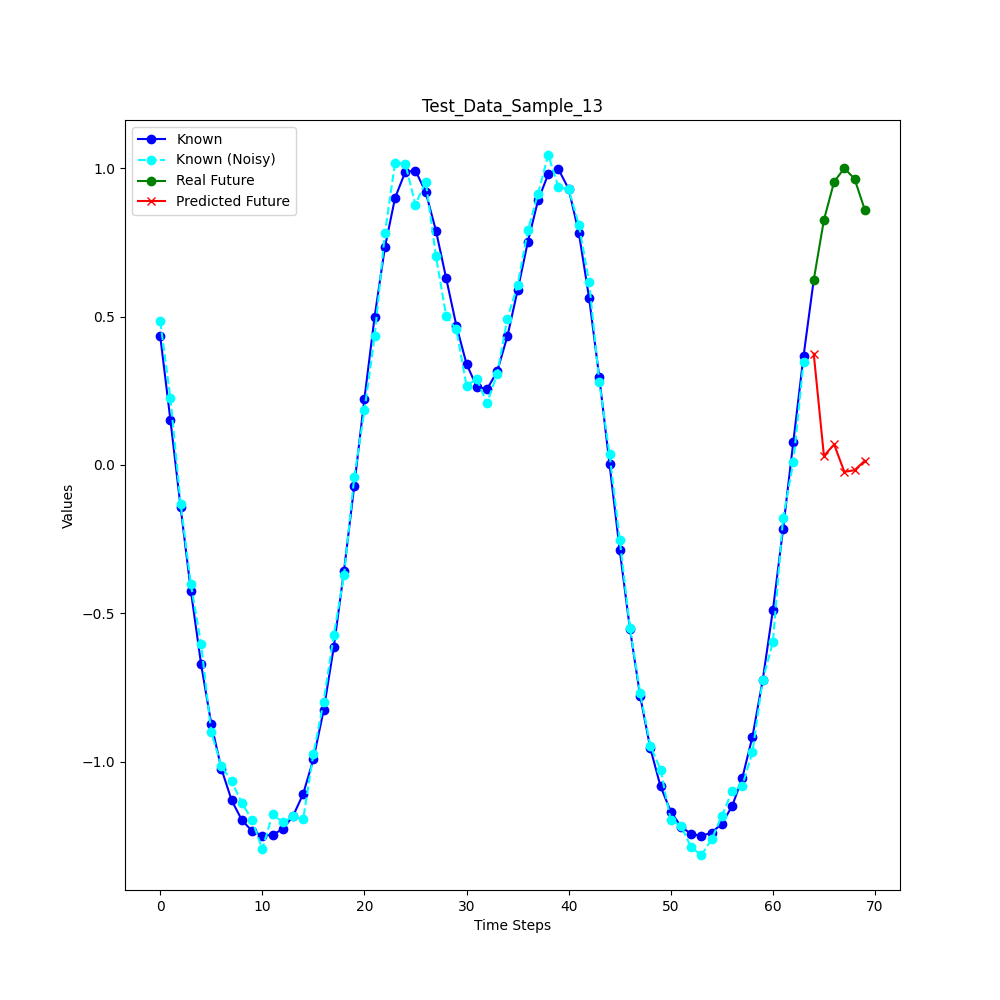 Test_Data_Sample_13
Known
Known (Noisy)
Real Future
Predicted Future
1.0
0.5
0.0
−0.5
−1.0
Values
0 10 20 30 40 50 60 70
Time Steps